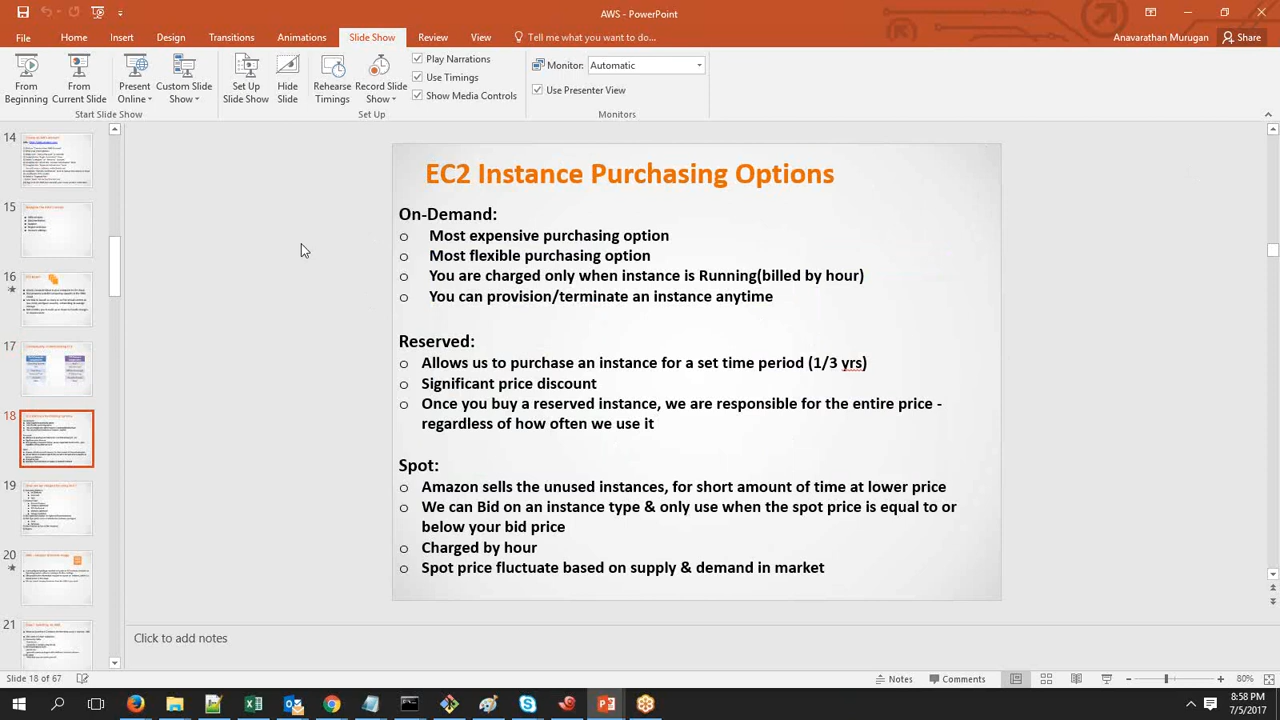 AWS - PowerPoint
File
Home
Insert
Design
Transitions
Animations
Slide Show
Review
View
Tell me what you want to do...
Anavarathan Murugan
Share
From Beginning
From Current Slide
Present Online
Custom Slide Show
Set Up Slide Show
Hide Slide
Rehearse Timings
Record Slide Show
Play Narrations
Use Timings
Show Media Controls
Monitor: Automatic
Use Presenter View
Start Slide Show
Set Up
Monitors
14
15
16
17
18
19
20
21
EC2 Instance Purchasing Options
On-Demand:
o Most expensive purchasing option
o Most flexible purchasing option
o You are charged only when instance is Running(billed by hour)
o You can provision/terminate an instance anytime
Reserved:
o Allows you to purchase an instance for a set time period (1/3 yrs)
o Significant price discount
o Once you buy a reserved instance, we are responsible for the entire price -
regardless of how often we use it
Spot:
o Amazon sells the unused instances, for short amount of time at lower price
o We can bid on an instance type & only use when the spot price is equal to or
below your bid price
o Charged by hour
o Spot price fluctuate based on supply & demand in market
Click to add notes
Slide 18 of 67
Notes
Comments
80%
8:58 PM
7/5/2017